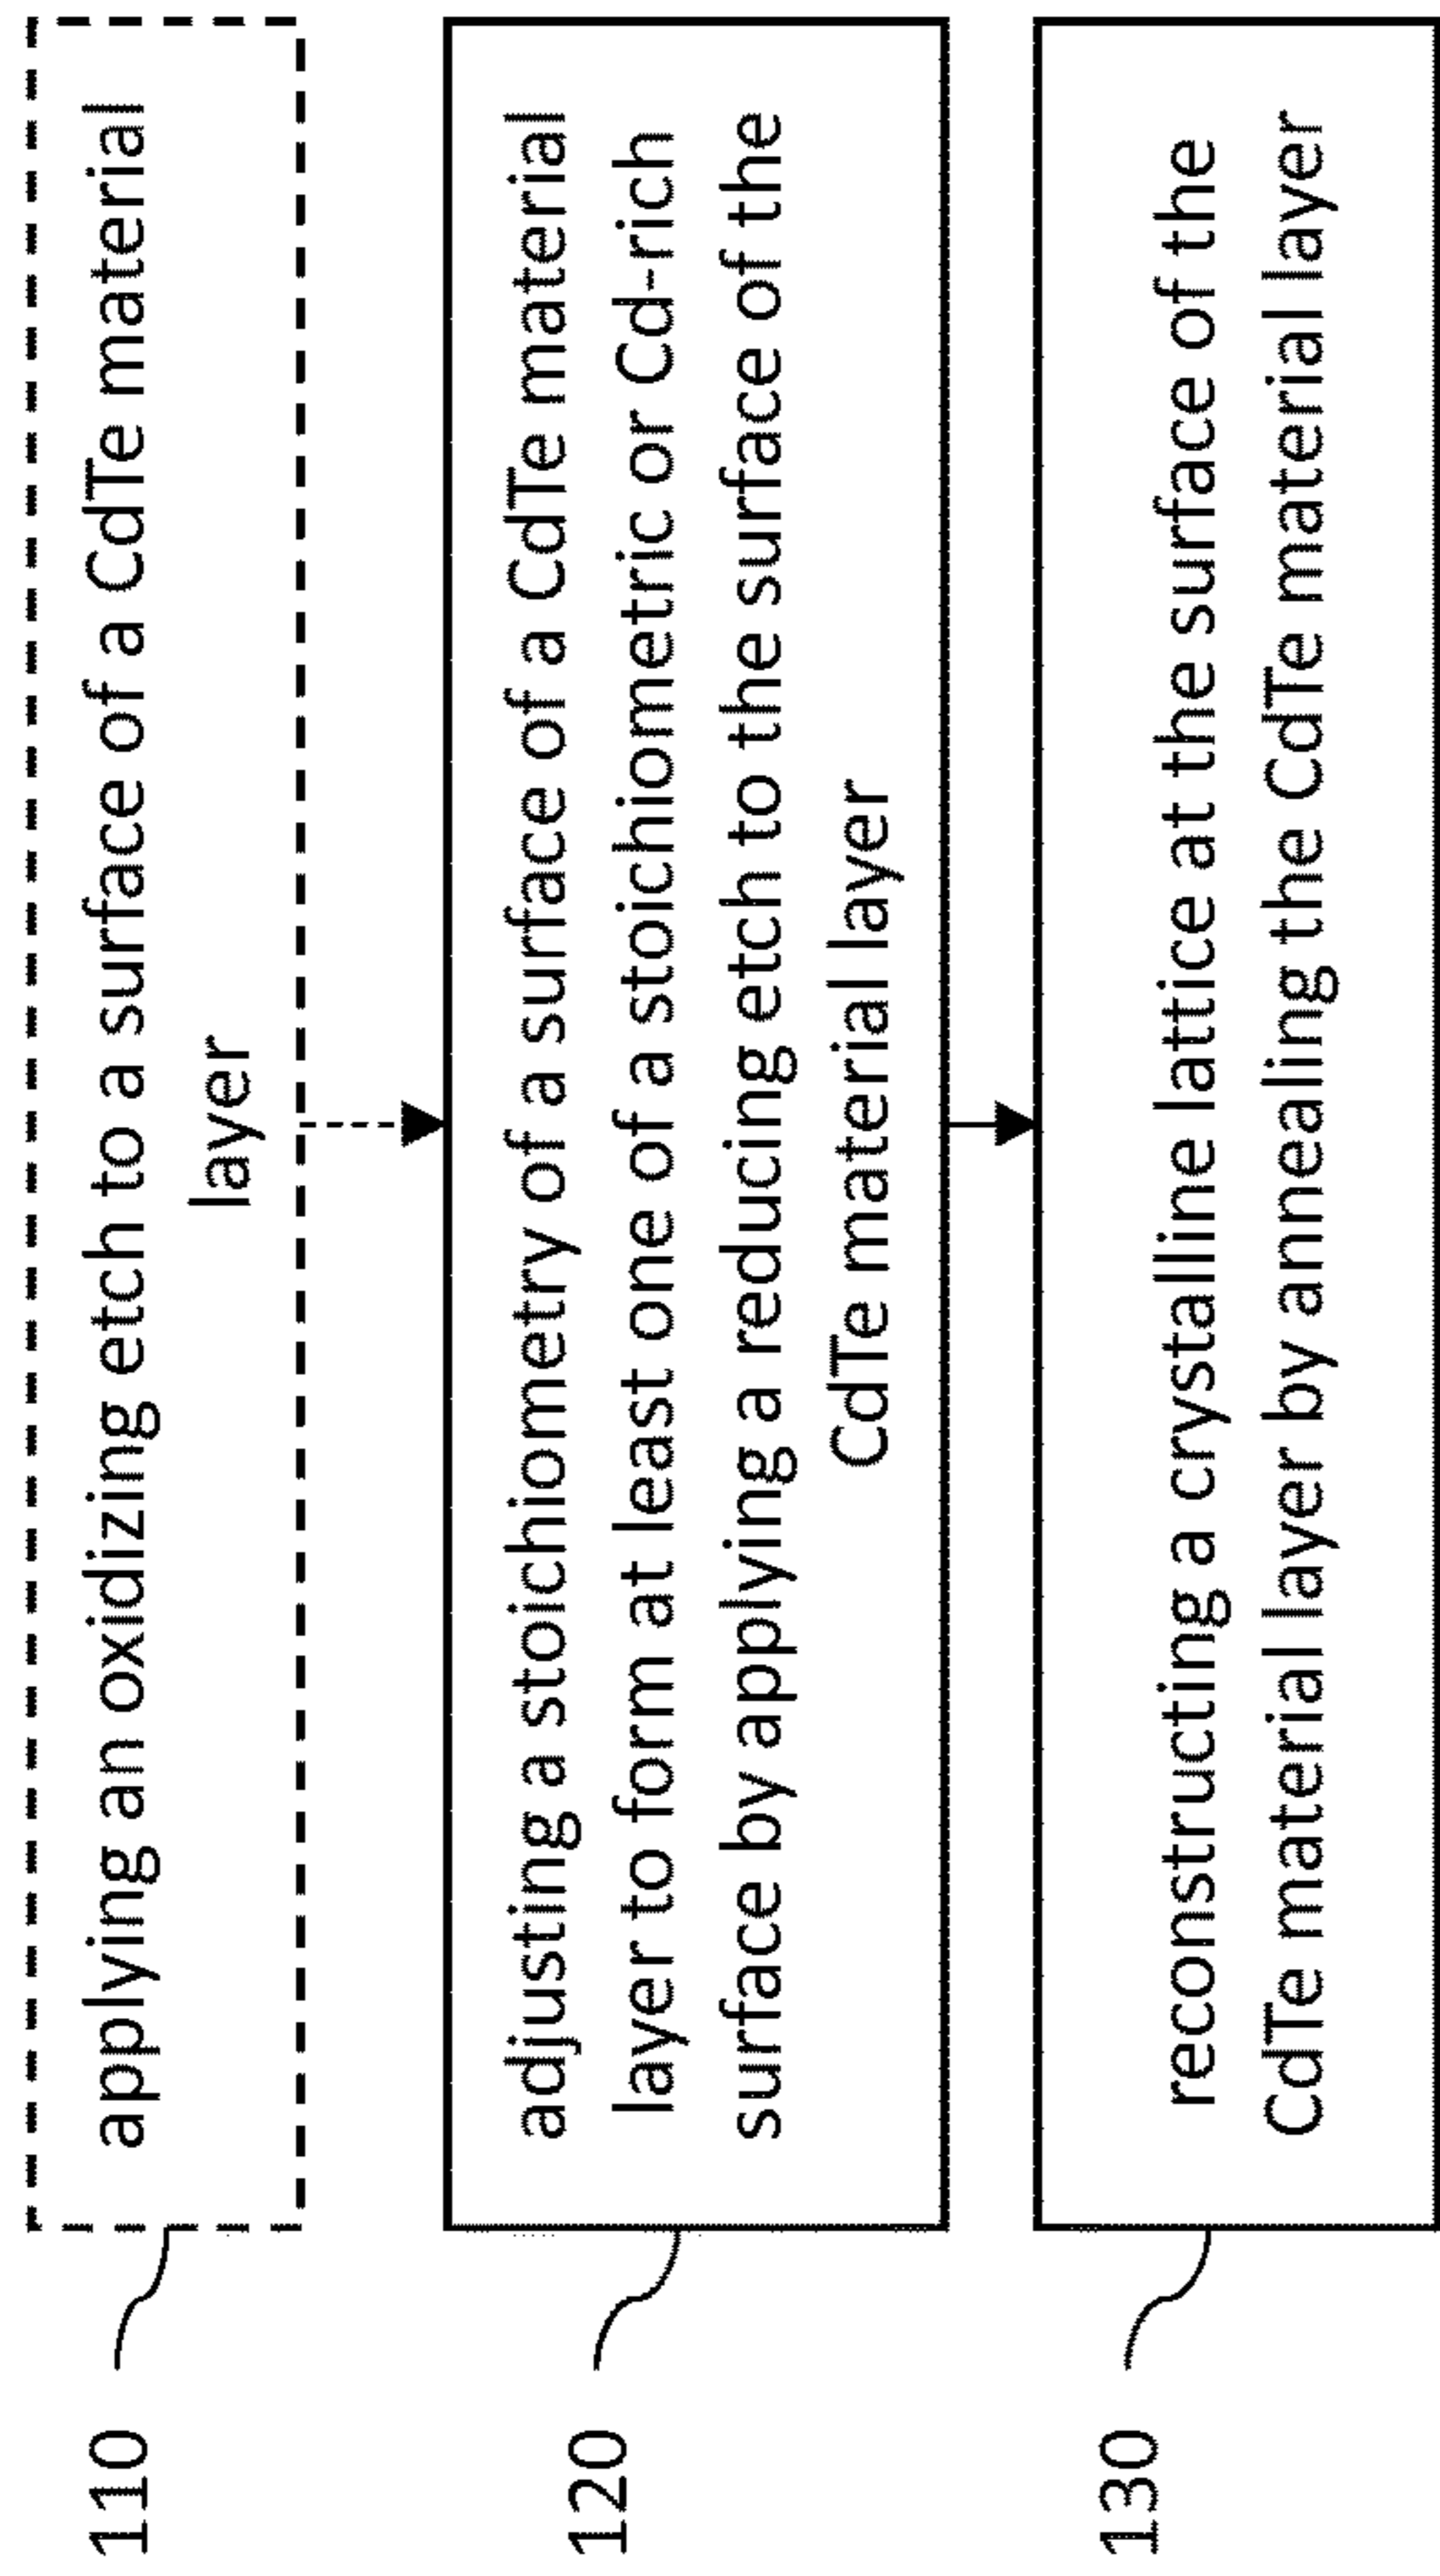 110
applying an oxidizing etch to a surface of a CdTe material
layer
120
adjusting a stoichiometry of a surface of a CdTe material
layer to form at least one of a stoichiometric or Cd-rich
surface by applying a reducing etch to the surface of the
CdTe material layer
130
reconstructing a crystalline lattice at the surface of the
CdTe material layer by annealing the CdTe material layer